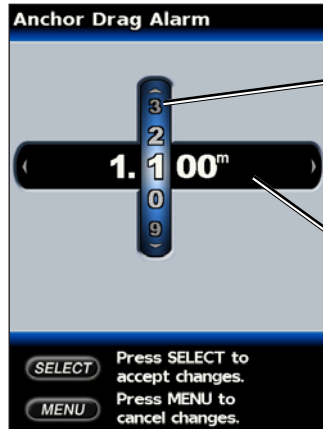 Anchor Drag Alarm
3
2
1.100m
0
9
SELECT Press SELECT to
accept changes.
MENU Press MENU to
cancel changes.